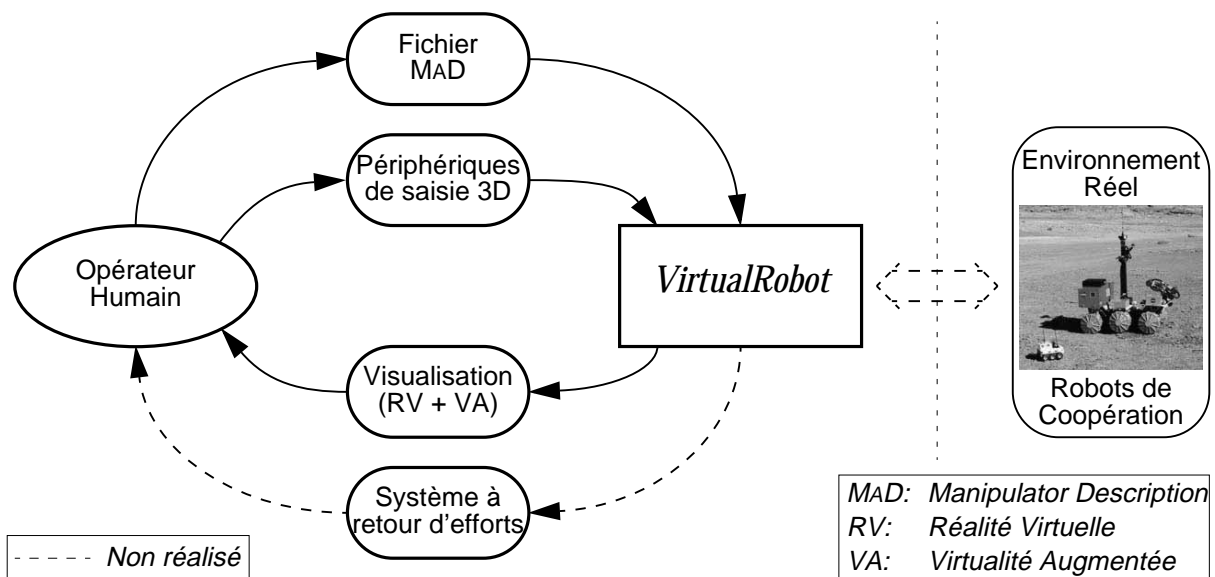 Fichier
MAD
Périphériques
de saisie 3D
Opérateur
Humain
VirtualRobot
Visualisation
(RV + VA)
Système à
retour d'efforts
Environnement
Réel
Robots de
Coopération
Non réalisé
MAD: Manipulator Description
RV: Réalité Virtuelle
VA: Virtualité Augmentée